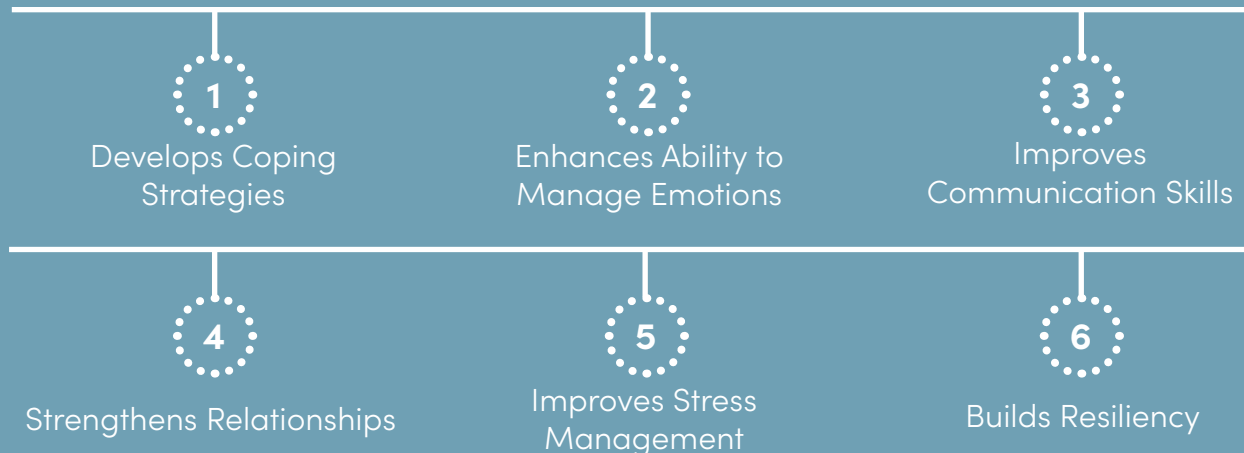 1
Develops Coping
Strategies
2
Enhances Ability to
Manage Emotions
3
Improves
Communication Skills
4
Strengthens Relationships
5
Improves Stress
Management
6
Builds Resiliency